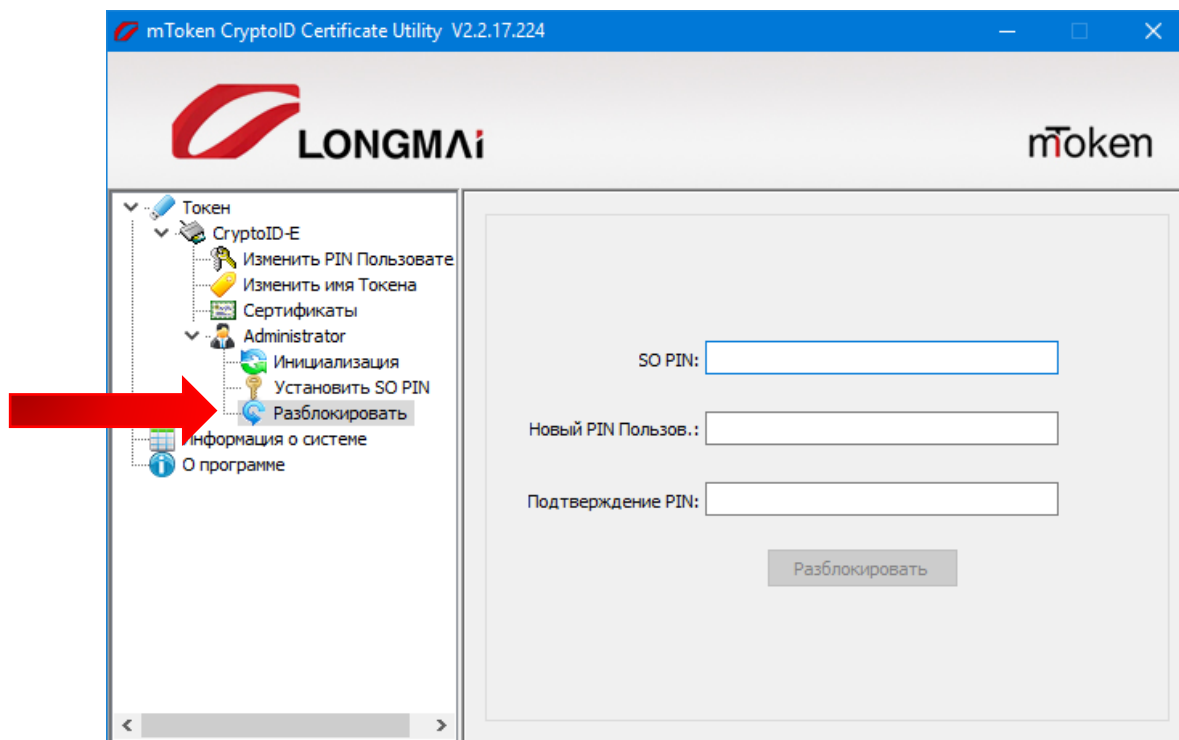 mToken CryptoID Certificate Utility V2.2.17.224
LONGMAi
mToken
Токен
CryptoID-E
Изменить PIN Пользовате
Изменить имя Токена
Сертификаты
Administrator
Инициализация
Установить SO PIN
Разблокировать
Информация о системе
О программе
SO PIN:
Новый PIN Пользов.:
Подтверждение PIN:
Разблокировать